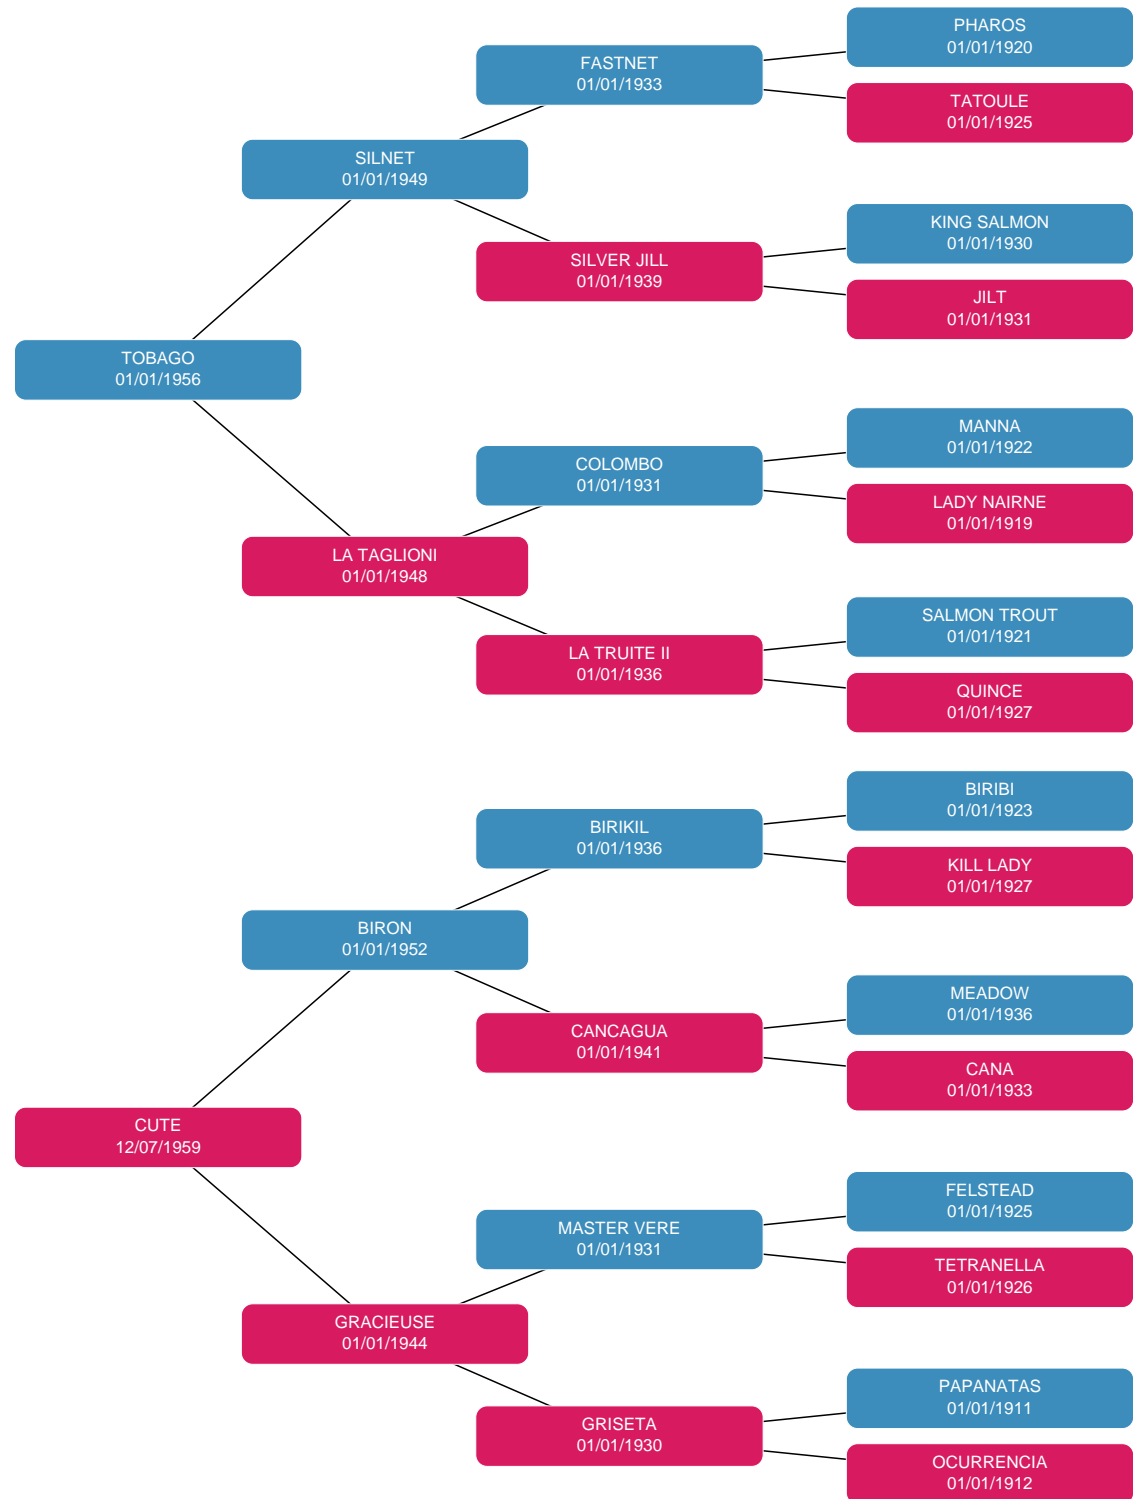 PHAROS
01/01/1920
FASTNET
01/01/1933
TATOULE
01/01/1925
SILNET
01/01/1949
KING SALMON
01/01/1930
SILVER JILL
01/01/1939
JILT
01/01/1931
TOBAGO
01/01/1956
MANNA
01/01/1922
COLOMBO
01/01/1931
LADY NAIRNE
01/01/1919
LA TAGLIONI
01/01/1948
SALMON TROUT
01/01/1921
LA TRUITE II
01/01/1936
QUINCE
01/01/1927
BIRIBI
01/01/1923
BIRIKIL
01/01/1936
KILL LADY
01/01/1927
BIRON
01/01/1952
MEADOW
01/01/1936
CANCAGUA
01/01/1941
CANA
01/01/1933
CUTE
12/07/1959
FELSTEAD
01/01/1925
MASTER VERE
01/01/1931
TETRANELLA
01/01/1926
GRACIEUSE
01/01/1944
PAPANATAS
01/01/1911
GRISETA
01/01/1930
OCURRENCIA
01/01/1912